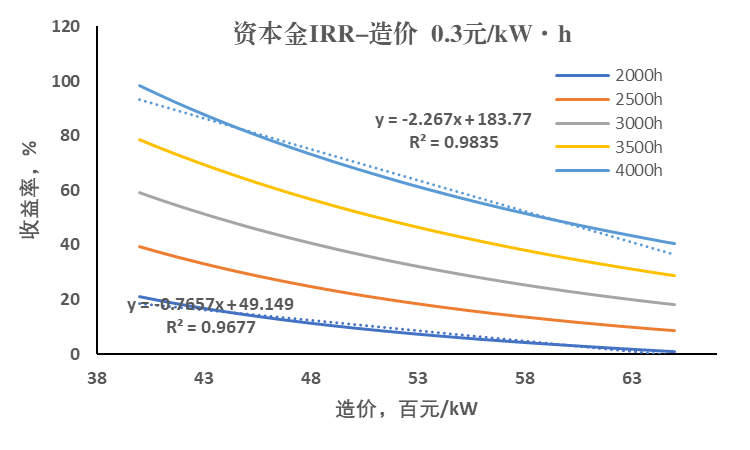 资本金IRR–造价 0.3元/kW·h
120
100
80
60
40
20
0
收益率，%
2000h
2500h
3000h
3500h
4000h
y = -2.267x + 183.77
R² = 0.9835
y = -0.7657x + 49.149
R² = 0.9677
38 43 48 53 58 63
造价，百元/kW